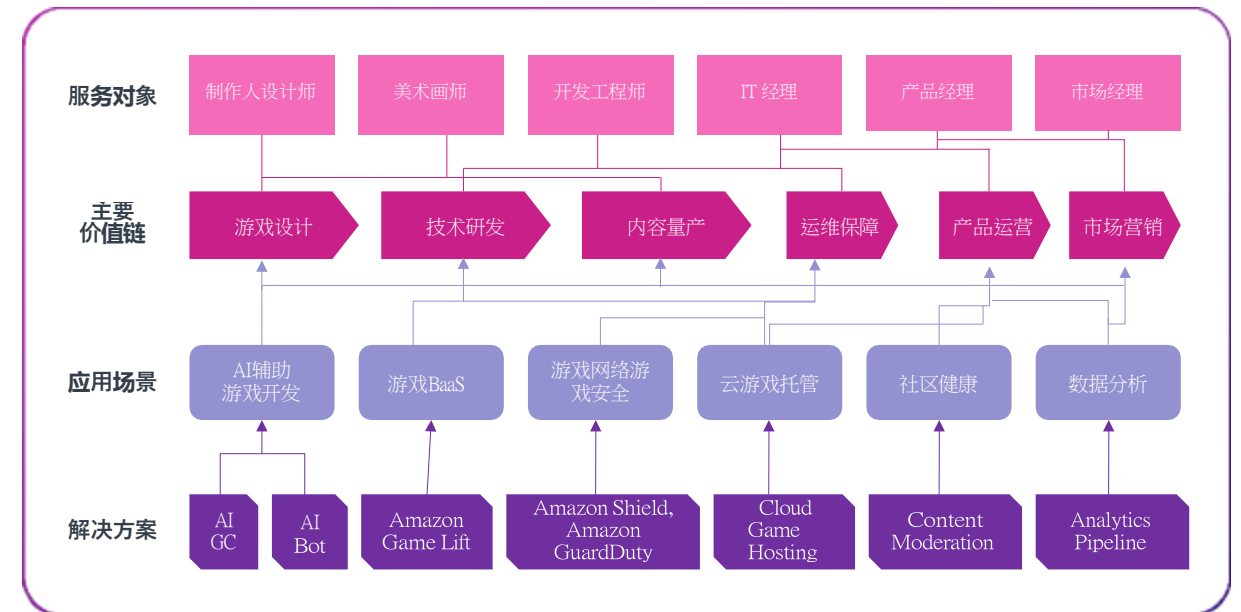 服务对象
制作人设计师
美术画师
开发工程师
IT 经理
产品经理
市场经理
主要
价值链
游戏设计
技术研发
内容量产
运维保障
产品运营
市场营销
应用场景
AI辅助
游戏开发
游戏BaaS
游戏网络游
戏安全
云游戏托管
社区健康
数据分析
解决方案
AI
GC
AI
Bot
Amazon
Game Lift
Amazon Shield,
Amazon
GuardDuty
Cloud
Game
Hosting
Content
Moderation
Analytics
Pipeline